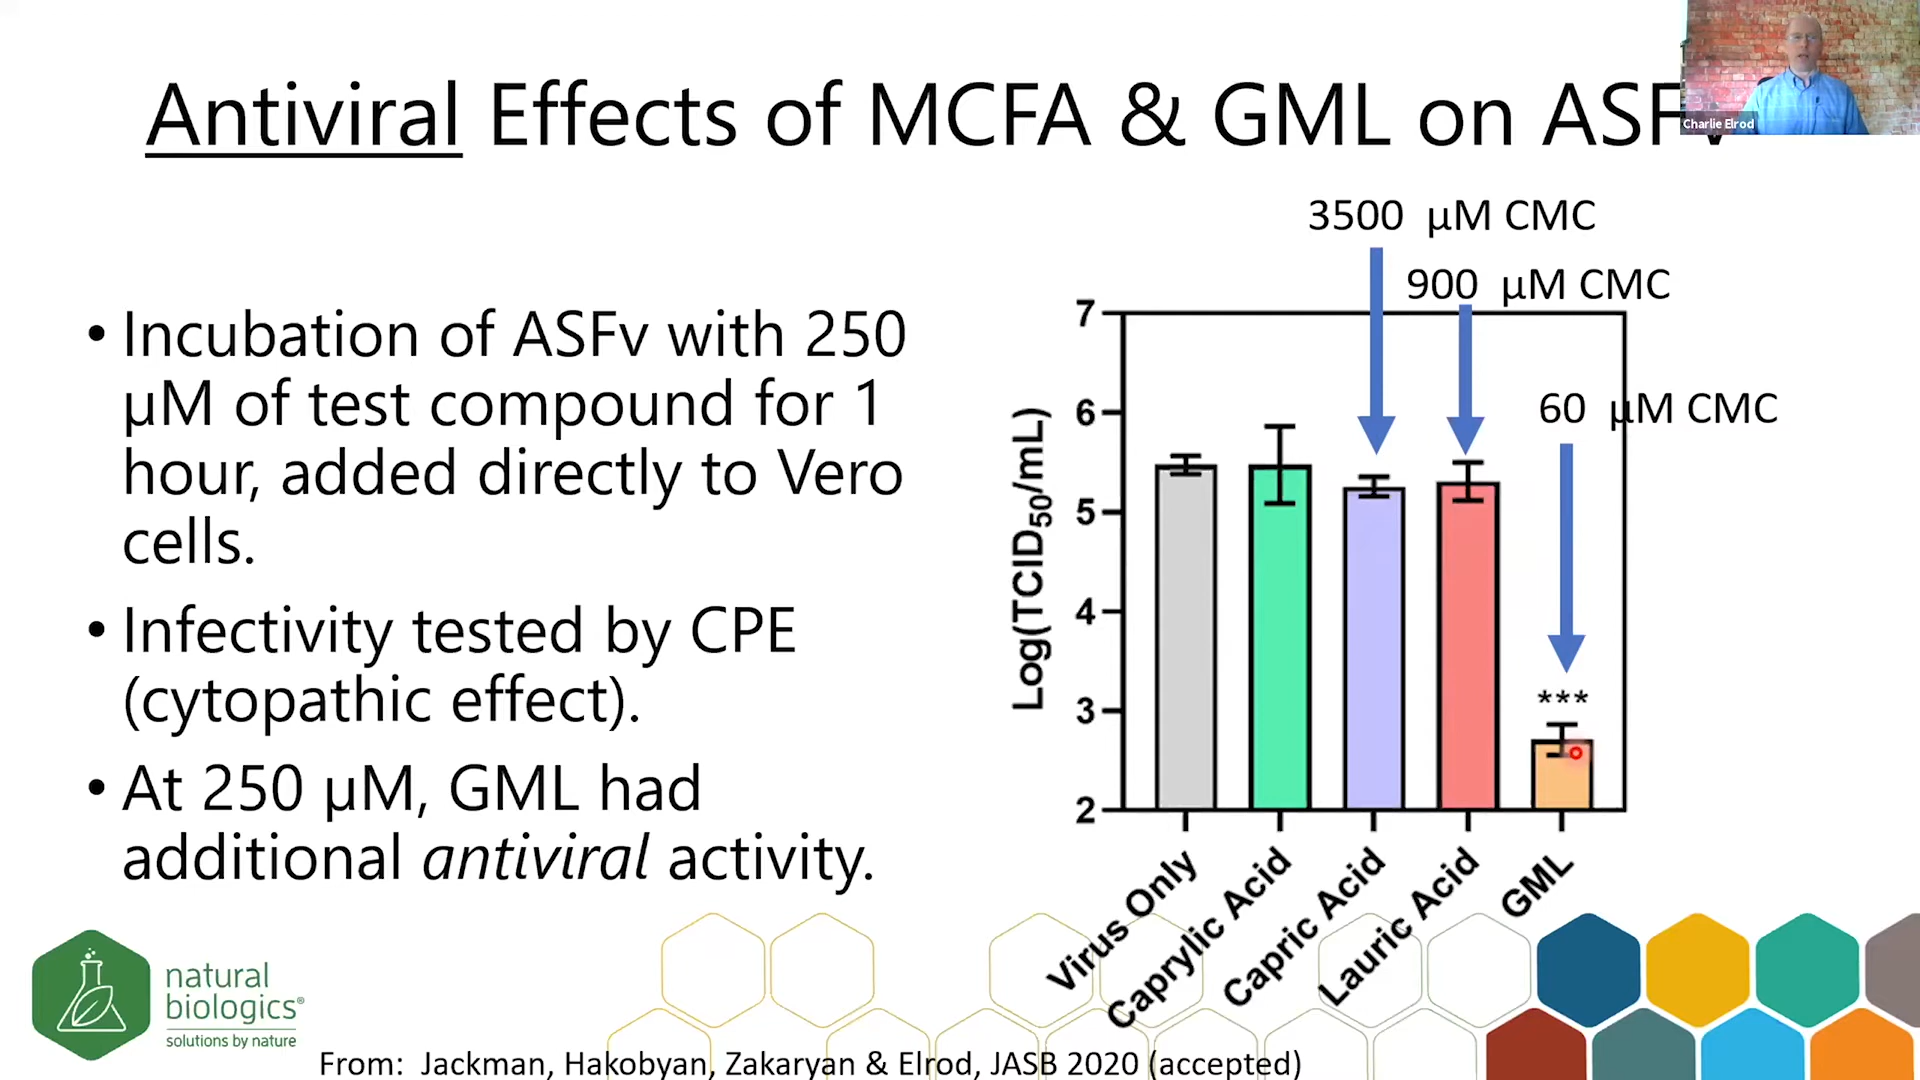 Charlie Elrod
Antiviral Effects of MCFA & GML on ASFv
3500 µM CMC
900 µM CMC
60 µM CMC
• Incubation of ASFv with 250
µM of test compound for 1
hour, added directly to Vero
cells.
• Infectivity tested by CPE
(cytopathic effect).
• At 250 µM, GML had
additional antiviral activity.
Log(TCID50/mL)
7
6
5
4
3
2
***
Virus Only
Caprylic Acid
Capric Acid
Lauric Acid
GML
natural
biologics®
solutions by nature
From: Jackman, Hakobyan, Zakaryan & Elrod, JASB 2020 (accepted)